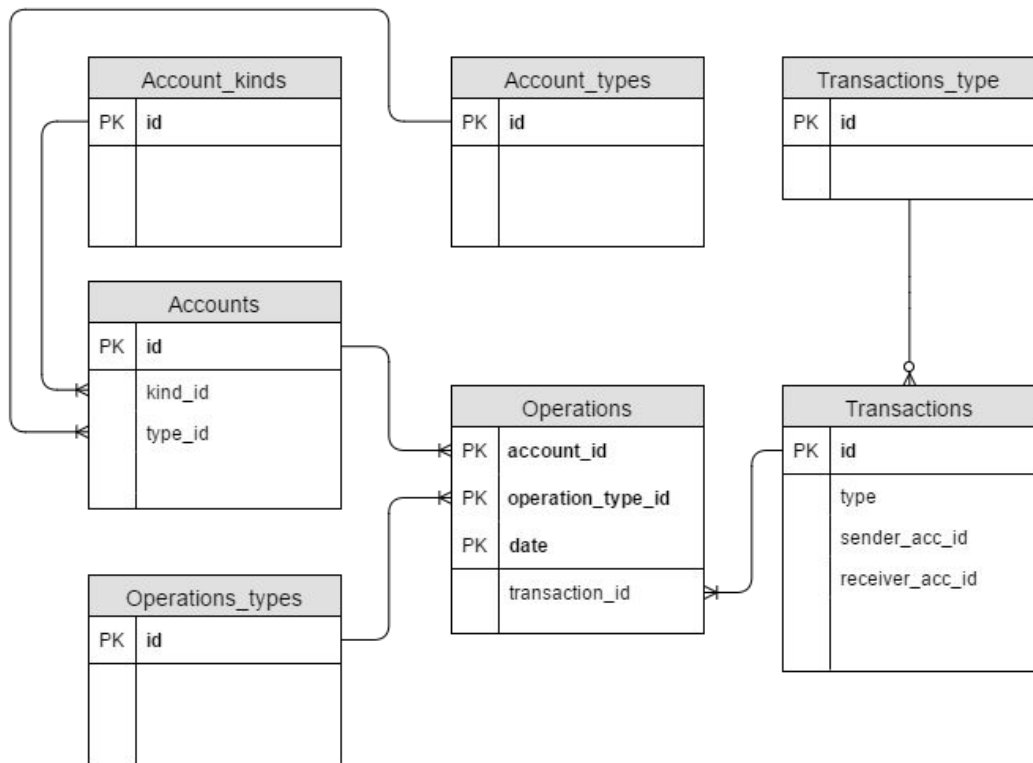 Account_kinds
PK id
Account_types
PK id
Transactions_type
PK id
Accounts
PK id
kind_id
type_id
Operations
PK account_id
PK operation_type_id
PK date
transaction_id
Transactions
PK id
type
sender_acc_id
receiver_acc_id
Operations_types
PK id